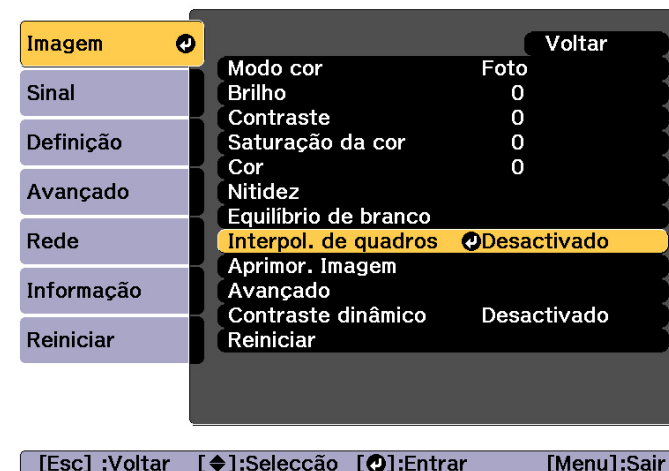 Imagem
Sinal
Definição
Avançado
Rede
Informação
Reiniciar
Voltar
Modo cor Foto
Brilho 0
Contraste 0
Saturação da cor 0
Cor 0
Nitidez
Equilíbrio de branco
Interpol. de quadros Desactivado
Aprimor. Imagem
Avançado
Contraste dinâmico Desactivado
Reiniciar
[Esc] :Voltar [◆]:Selecção [↵]:Entrar [Menu]:Sair